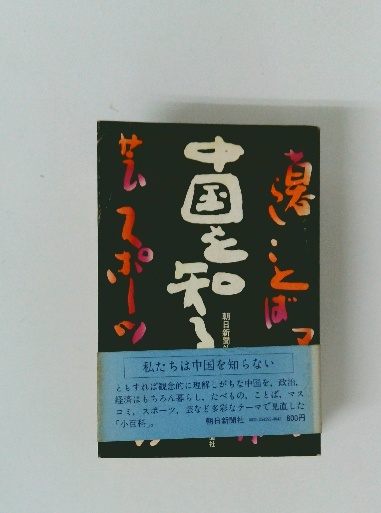 暮し ことば マ
中国を知る
芸 スポーツ
朝日新聞
私たちは中国を知らない
ともすれば観念的に理解しがちな中国を、政治、
経済はもちろん暮らし、たべもの、ことば、マス
コミ、スポーツ、芸など多彩なテーマで見直した
「小百科」。
朝日新聞社
600円